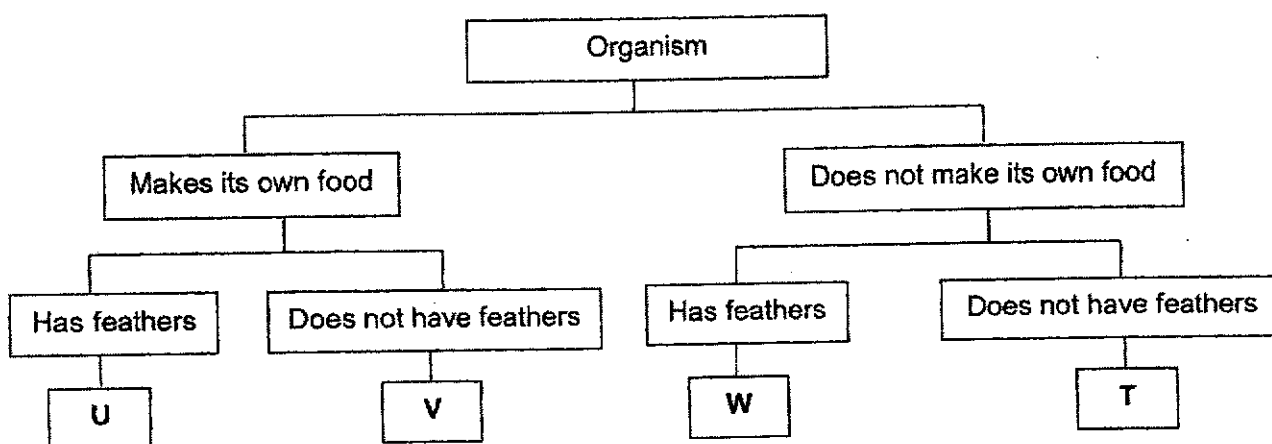 Organism
Makes its own food
Does not make its own food
Has feathers
Does not have feathers
Has feathers
Does not have feathers
U
V
W
T